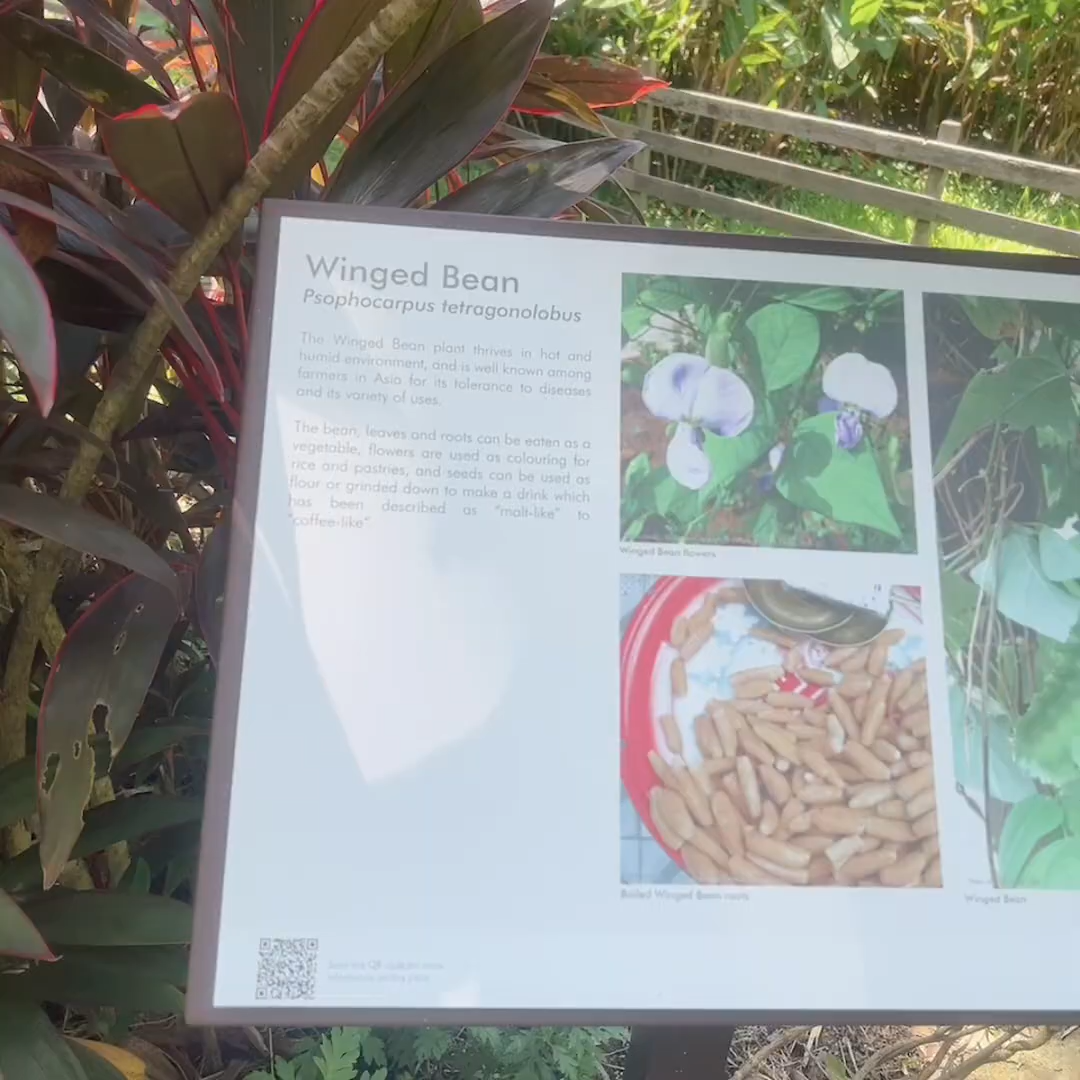 Winged Bean
Psophocarpus tetragonolobus
The Winged Bean plant thrives in hot and
humid environment, and is well known among
farmers in Asia for its tolerance to diseases
and its variety of uses.
The bean, leaves and roots can be eaten as a
vegetable, flowers are used as colouring for
rice and pastries, and seeds can be used as
flour or grinded down to make a drink which
has been described as "malt-like" to
"coffee-like"
Winged Bean flowers
Boiled Winged Bean roots
Winged Bean